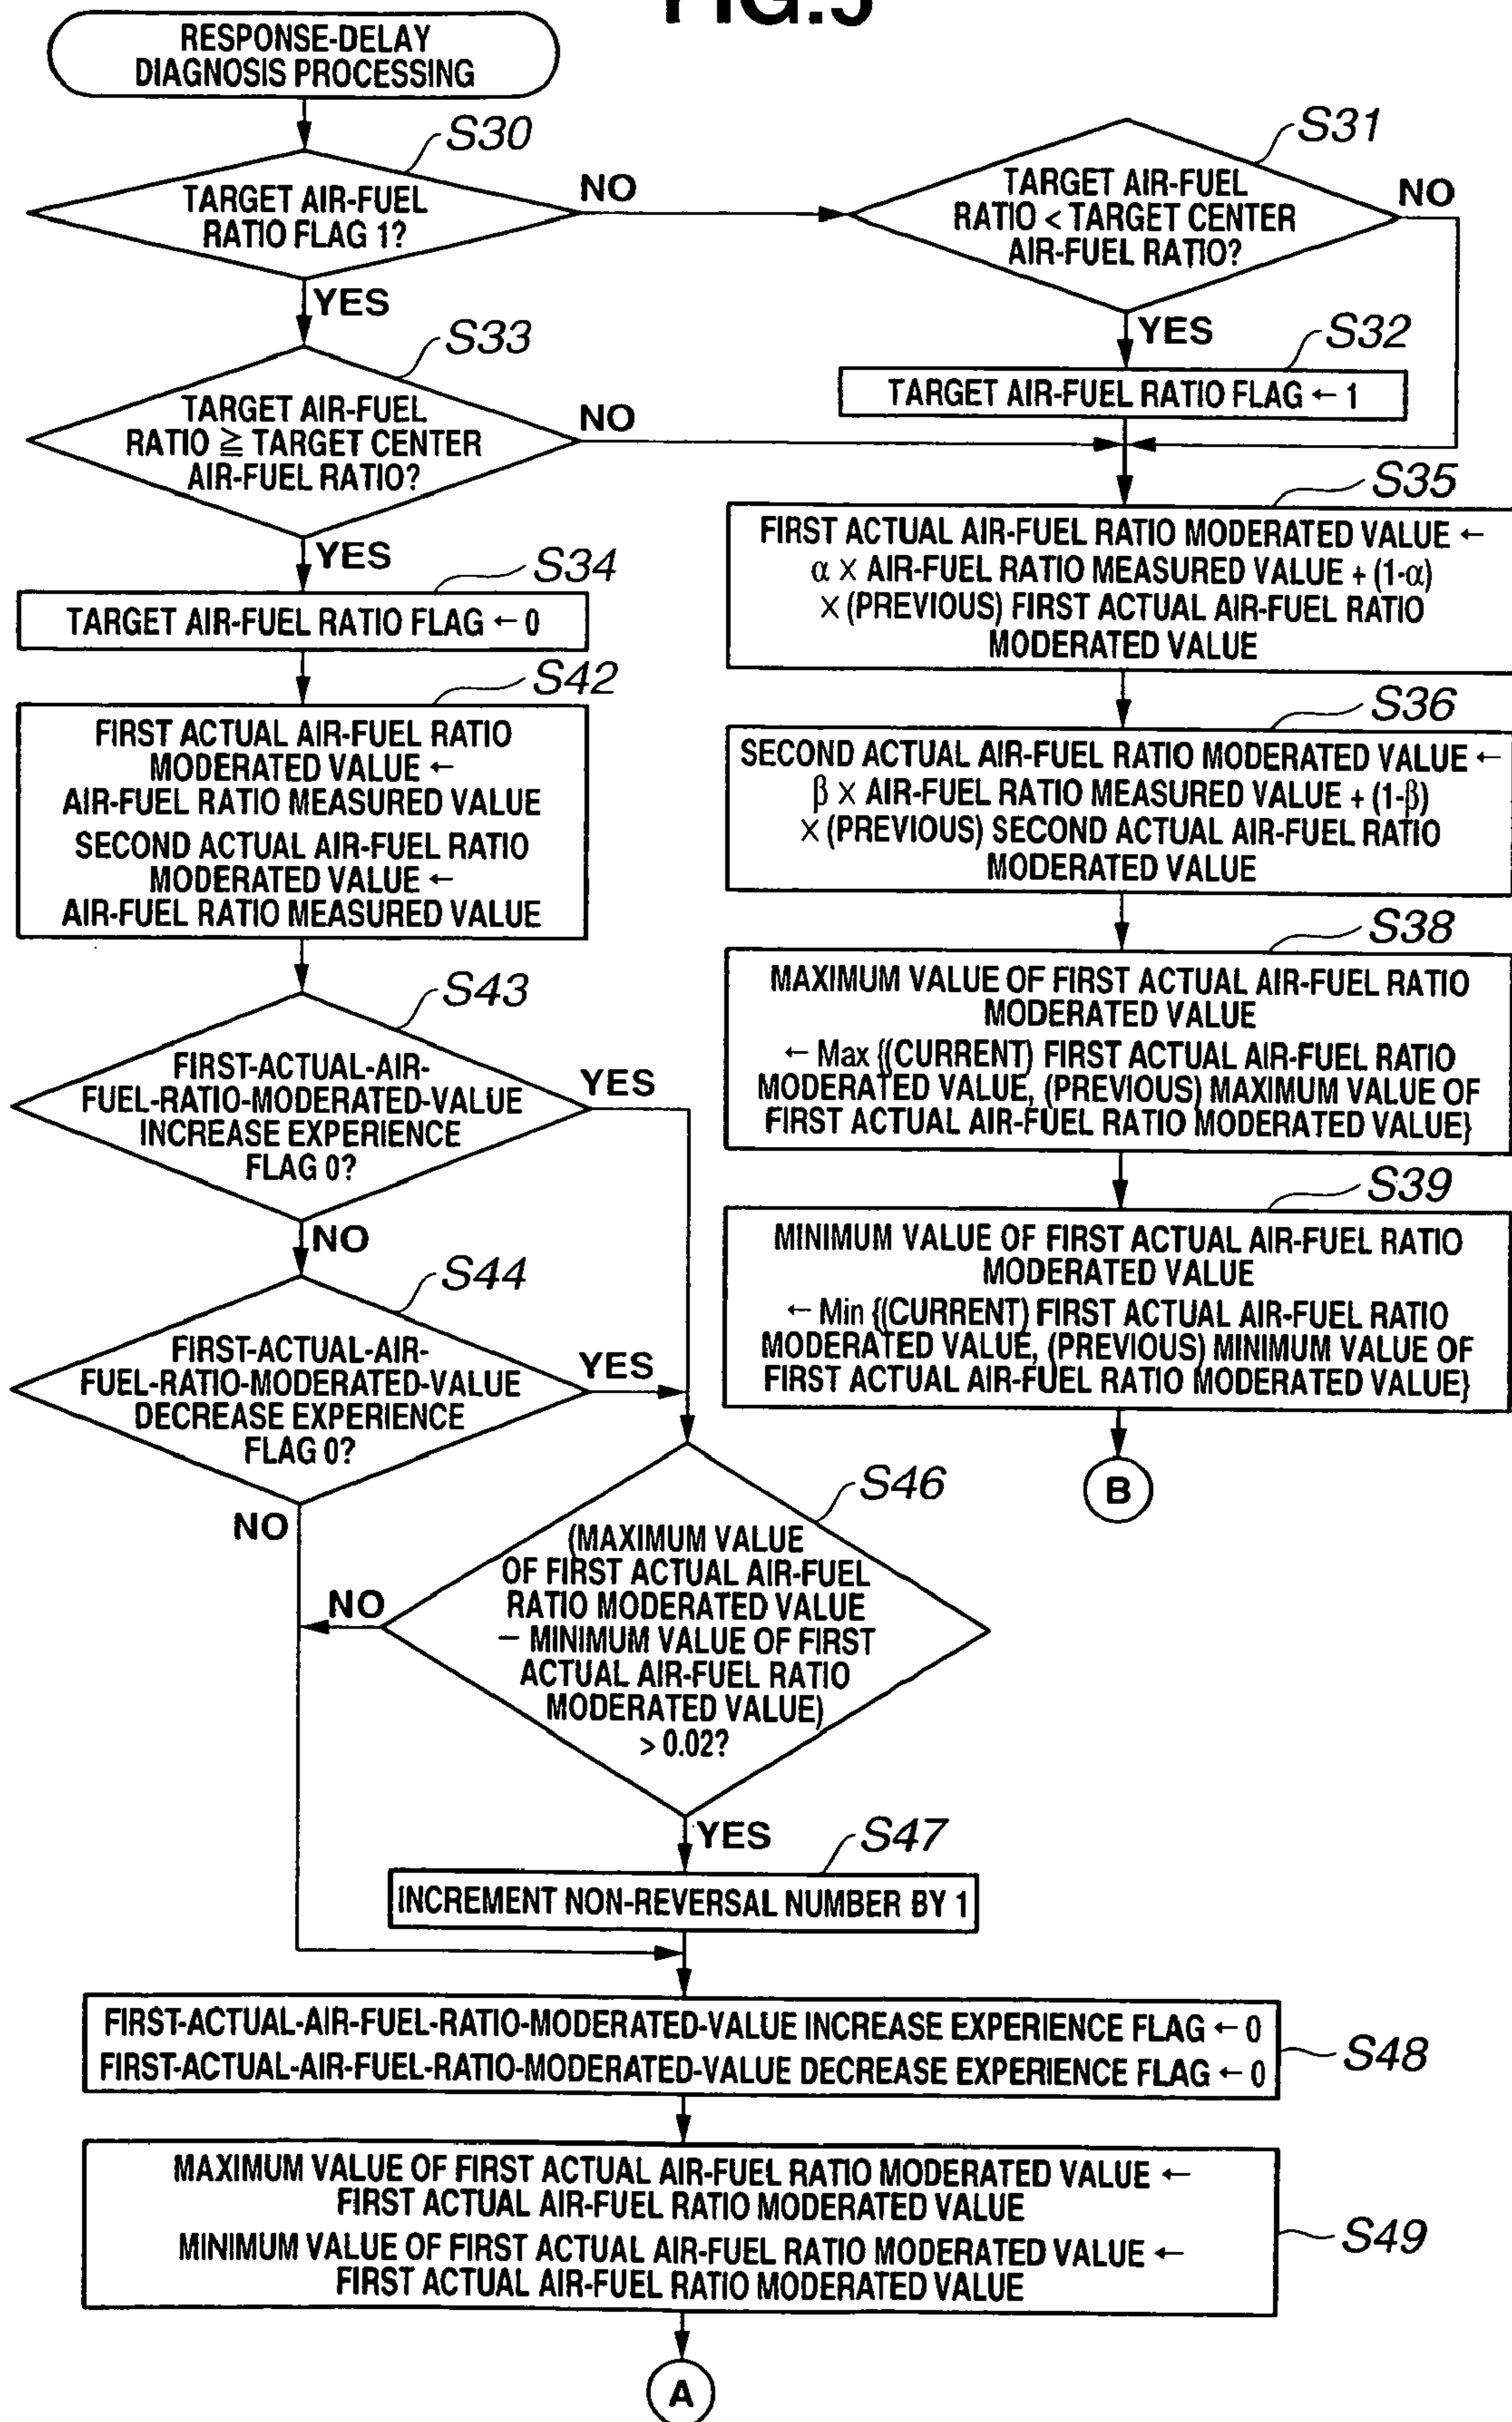 FIG.5
RESPONSE-DELAY
DIAGNOSIS PROCESSING
S30
TARGET AIR-FUEL
RATIO FLAG 1?
NO
YES
S31
TARGET AIR-FUEL
RATIO < TARGET CENTER
AIR-FUEL RATIO?
NO
YES
S32
TARGET AIR-FUEL RATIO FLAG ← 1
S33
TARGET AIR-FUEL
RATIO ≧ TARGET CENTER
AIR-FUEL RATIO?
NO
YES
S34
TARGET AIR-FUEL RATIO FLAG ← 0
S35
FIRST ACTUAL AIR-FUEL RATIO MODERATED VALUE ←
α × AIR-FUEL RATIO MEASURED VALUE + (1-α)
× (PREVIOUS) FIRST ACTUAL AIR-FUEL RATIO
MODERATED VALUE
S36
SECOND ACTUAL AIR-FUEL RATIO MODERATED VALUE ←
β × AIR-FUEL RATIO MEASURED VALUE + (1-β)
× (PREVIOUS) SECOND ACTUAL AIR-FUEL RATIO
MODERATED VALUE
S38
MAXIMUM VALUE OF FIRST ACTUAL AIR-FUEL RATIO
MODERATED VALUE
← Max {(CURRENT) FIRST ACTUAL AIR-FUEL RATIO
MODERATED VALUE, (PREVIOUS) MAXIMUM VALUE OF
FIRST ACTUAL AIR-FUEL RATIO MODERATED VALUE}
S39
MINIMUM VALUE OF FIRST ACTUAL AIR-FUEL RATIO
MODERATED VALUE
← Min {(CURRENT) FIRST ACTUAL AIR-FUEL RATIO
MODERATED VALUE, (PREVIOUS) MINIMUM VALUE OF
FIRST ACTUAL AIR-FUEL RATIO MODERATED VALUE}
B
S42
FIRST ACTUAL AIR-FUEL RATIO
MODERATED VALUE ←
AIR-FUEL RATIO MEASURED VALUE
SECOND ACTUAL AIR-FUEL RATIO
MODERATED VALUE ←
AIR-FUEL RATIO MEASURED VALUE
S43
FIRST-ACTUAL-AIR-
FUEL-RATIO-MODERATED-VALUE
INCREASE EXPERIENCE
FLAG 0?
YES
NO
S44
FIRST-ACTUAL-AIR-
FUEL-RATIO-MODERATED-VALUE
DECREASE EXPERIENCE
FLAG 0?
YES
NO
S46
(MAXIMUM VALUE
OF FIRST ACTUAL AIR-FUEL
RATIO MODERATED VALUE
– MINIMUM VALUE OF FIRST
ACTUAL AIR-FUEL RATIO
MODERATED VALUE)
> 0.02?
NO
YES
S47
INCREMENT NON-REVERSAL NUMBER BY 1
FIRST-ACTUAL-AIR-FUEL-RATIO-MODERATED-VALUE INCREASE EXPERIENCE FLAG ← 0
FIRST-ACTUAL-AIR-FUEL-RATIO-MODERATED-VALUE DECREASE EXPERIENCE FLAG ← 0
S48
MAXIMUM VALUE OF FIRST ACTUAL AIR-FUEL RATIO MODERATED VALUE ←
FIRST ACTUAL AIR-FUEL RATIO MODERATED VALUE
MINIMUM VALUE OF FIRST ACTUAL AIR-FUEL RATIO MODERATED VALUE ←
FIRST ACTUAL AIR-FUEL RATIO MODERATED VALUE
S49
A